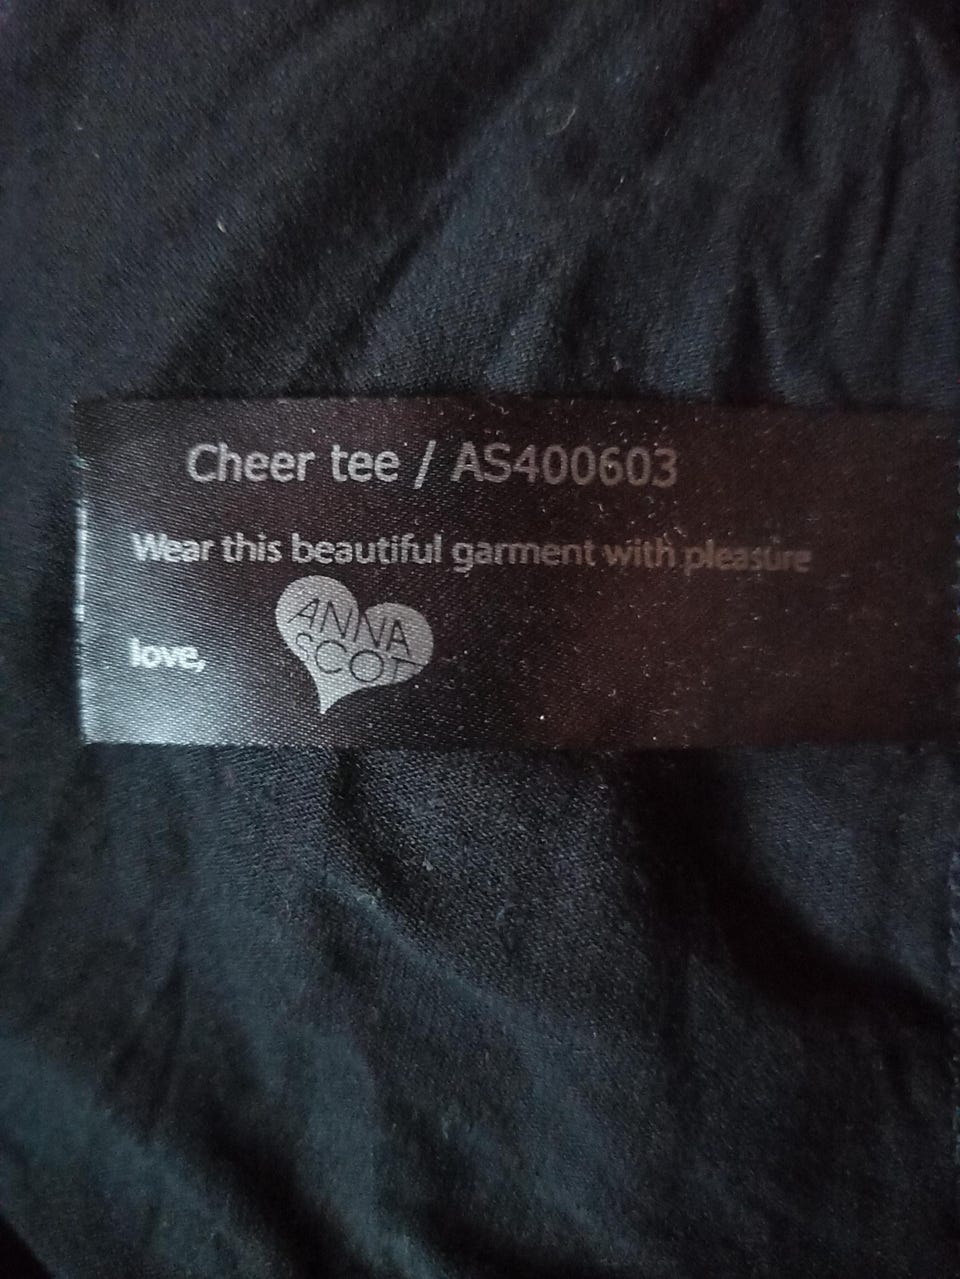 Cheer tee / AS400603
Wear this beautiful garment with pleasure
love,
ANNA
SCOT